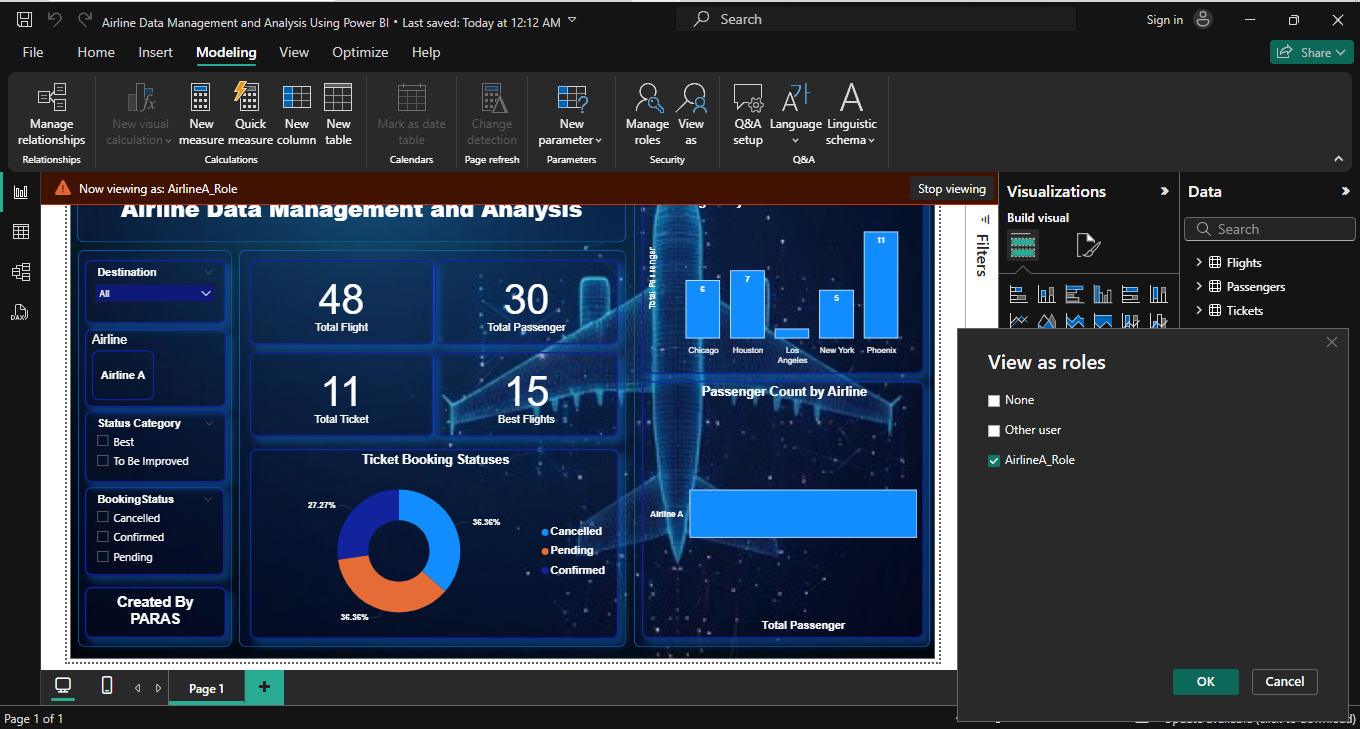 Airline Data Management and Analysis Using Power BI • Last saved: Today at 12:12 AM
Search
Sign in
File
Home
Insert
Modeling
View
Optimize
Help
Share
Manage relationships
New visual calculation
New measure
Quick measure
New column
New table
Mark as date table
Change detection
New parameter
Manage roles
View as
Q&A setup
Language
Linguistic schema
Relationships
Calculations
Calendars
Page refresh
Parameters
Security
Q&A
Now viewing as: AirlineA_Role
Stop viewing
Airline Data Management and Analysis
Destination
All
Airline
Airline A
Status Category
Best
To Be Improved
BookingStatus
Cancelled
Confirmed
Pending
Created By
PARAS
48
Total Flight
30
Total Passenger
11
Total Ticket
15
Best Flights
Ticket Booking Statuses
27.27%
36.36%
36.36%
Cancelled
Pending
Confirmed
Total Passenger
6
7
5
11
Chicago
Houston
Los
Angeles
New York
Phoenix
Passenger Count by Airline
Airline A
Total Passenger
Filters
Visualizations
Build visual
Data
Search
Flights
Passengers
Tickets
View as roles
None
Other user
AirlineA_Role
OK
Cancel
DAX
Page 1
Page 1 of 1